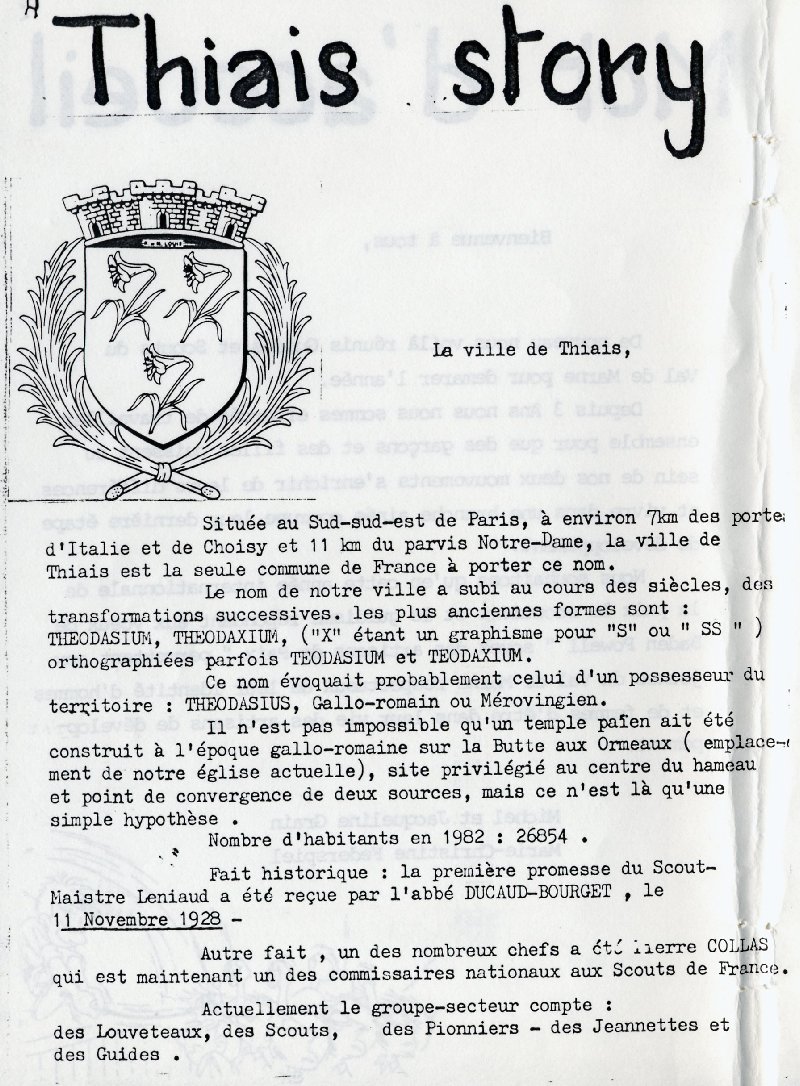 Thiais story
La ville de Thiais,
Située au Sud-sud-est de Paris, à environ 7km des porte
d'Italie et de Choisy et 11 km du parvis Notre-Dame, la ville de
Thiais est la seule commune de France à porter ce nom.
Le nom de notre ville a subi au cours des siècles, des
transformations successives. les plus anciennes formes sont :
THEODASIUM, THEODAXIUM, ("X" étant un graphisme pour "S" ou " SS " )
orthographiées parfois TEODASIUM et TEODAXIUM.
Ce nom évoquait probablement celui d'un possesseur du
territoire : THEODASIUS, Gallo-romain ou Mérovingien.
Il n'est pas impossible qu'un temple païen ait été
construit à l'époque gallo-romaine sur la Butte aux Ormeaux ( emplace-
ment de notre église actuelle), site privilégié au centre du hameau
et point de convergence de deux sources, mais ce n'est là qu'une
simple hypothèse .
Nombre d'habitants en 1982 : 26854 .
Fait historique : la première promesse du Scout-
Maistre Leniaud a été reçue par l'abbé DUCAUD-BOURGET , le
11 Novembre 1928 -
Autre fait , un des nombreux chefs a été Pierre COLLAS
qui est maintenant un des commissaires nationaux aux Scouts de France.
Actuellement le groupe-secteur compte :
des Louveteaux, des Scouts, des Pionniers - des Jeannettes et
des Guides .